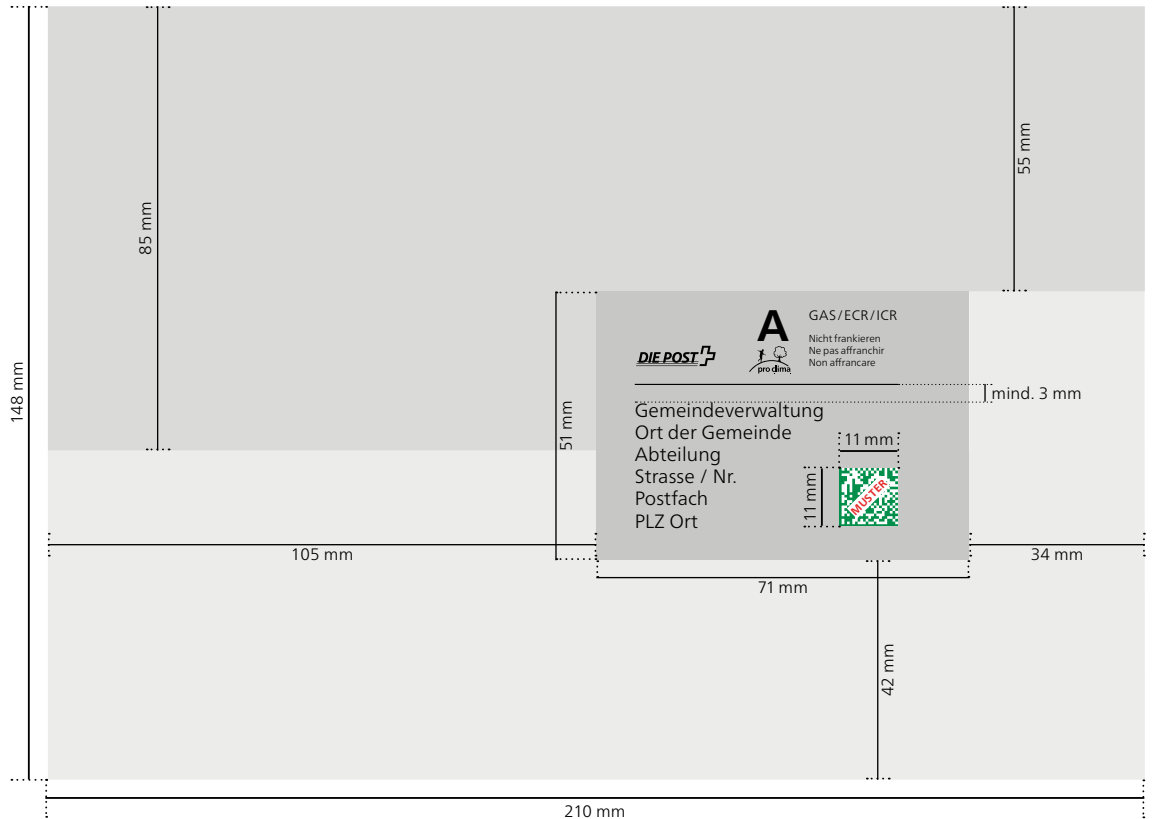 55 mm
85 mm
148 mm
51 mm
DIE POST
A
pro clima
GAS/ECR/ICR
Nicht frankieren
Ne pas affranchir
Non affrancare
mind. 3 mm
Gemeindeverwaltung
Ort der Gemeinde
Abteilung
Strasse / Nr.
Postfach
PLZ Ort
11 mm
11 mm
MUSTER
105 mm
34 mm
71 mm
42 mm
210 mm